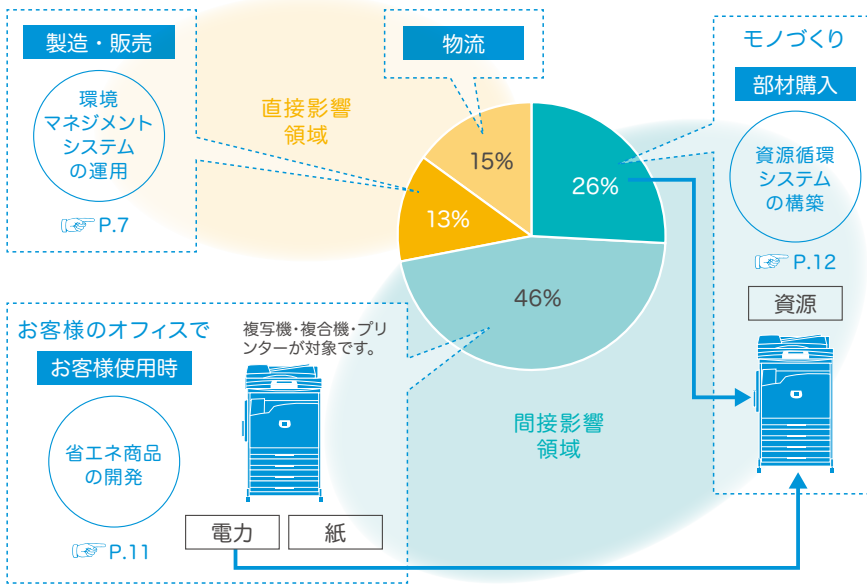 製造・販売
環境
マネジメント
システム
の運用
☞ P.7
直接影響
領域
物流
15%
13%
26%
46%
モノづくり
部材購入
資源循環
システム
の構築
☞ P.12
資源
お客様のオフィスで
お客様使用時
複写機・複合機・プリ
ンターが対象です。
省エネ商品
の開発
☞ P.11
電力
紙
間接影響
領域